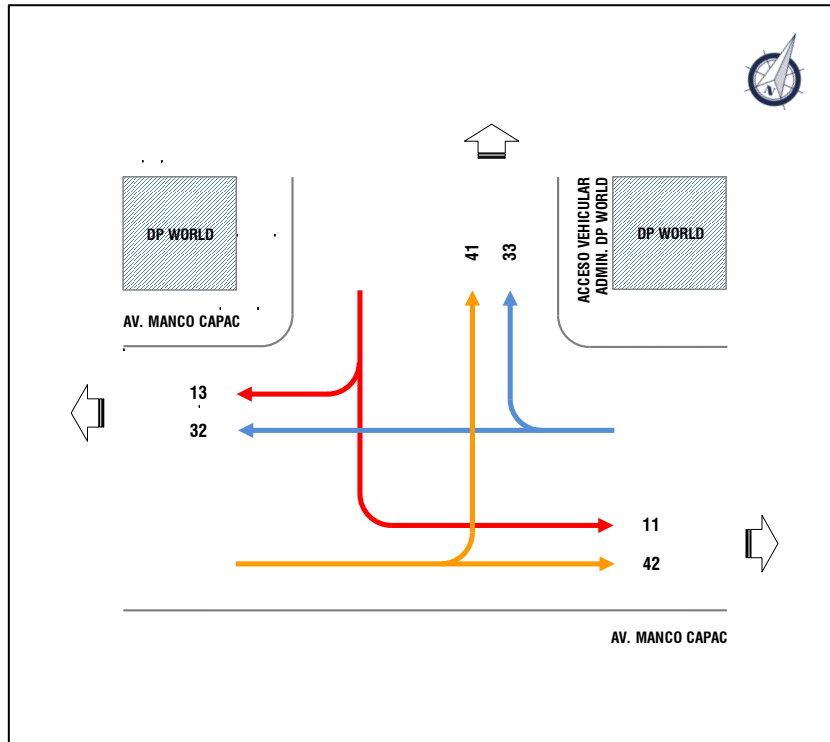 N
DP WORLD
ACCESO VEHICULAR
ADMIN. DP WORLD
DP WORLD
41
33
AV. MANCO CAPAC
13
32
11
42
AV. MANCO CAPAC